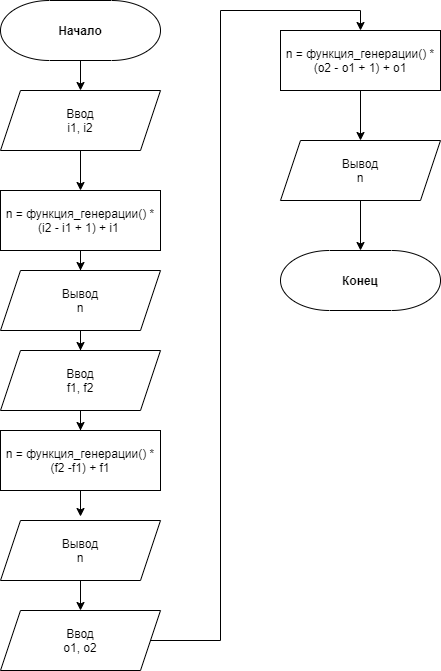 Начало
Ввод
i1, i2
n = функция_генерации() *
(i2 - i1 + 1) + i1
Вывод
n
Ввод
f1, f2
n = функция_генерации() *
(f2 -f1) + f1
Вывод
n
Ввод
o1, o2
n = функция_генерации() *
(o2 - o1 + 1) + o1
Вывод
n
Конец